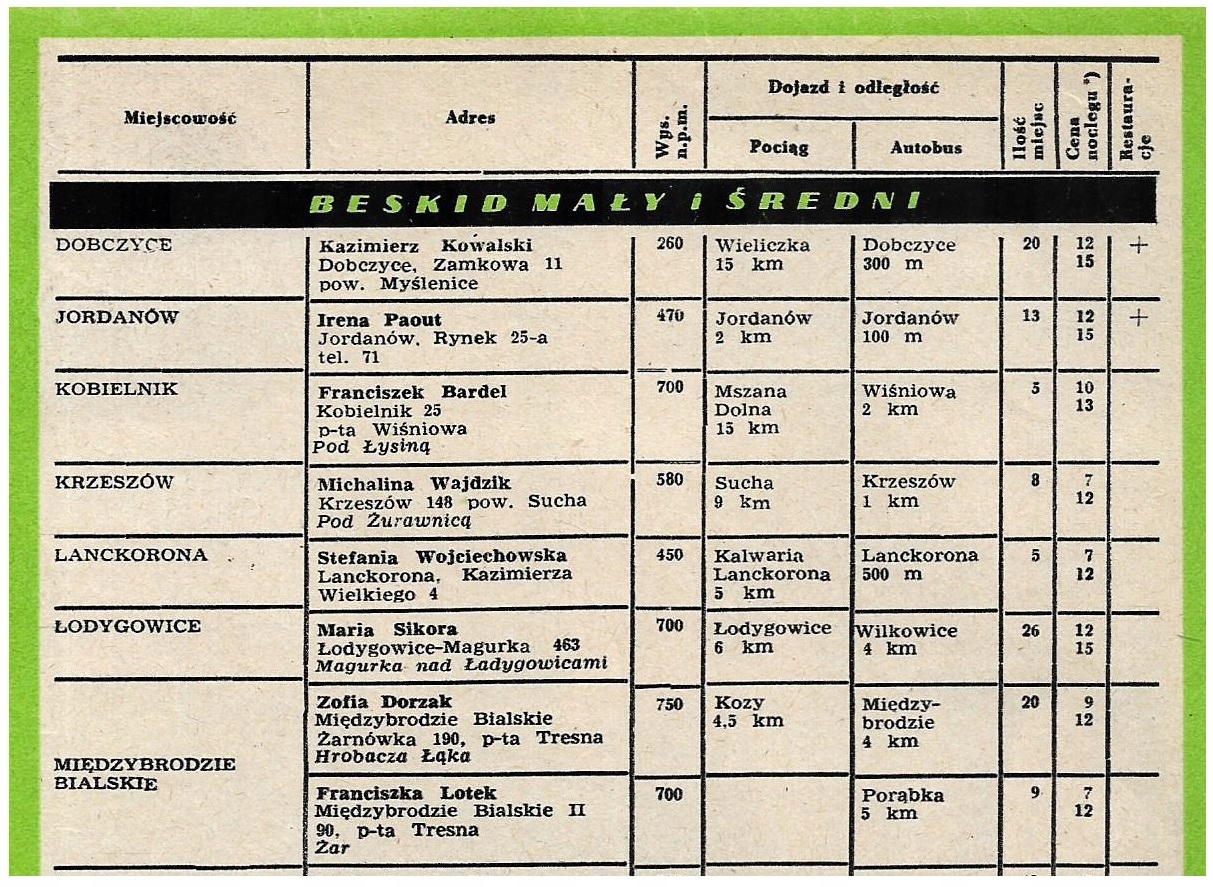 Miejscowość
Adres
Wys. n.p.m.
Dojazd i odległość
Pociąg
Autobus
Ilość miejsc
Cena noclegu *)
Restaura-
cje
BESKID MAŁY i ŚREDNI
DOBCZYCE
Kazimierz Kowalski
Dobczyce, Zamkowa 11
pow. Myślenice
260
Wieliczka
15 km
Dobczyce
300 m
20
12
15
+
JORDANÓW
Irena Paout
Jordanów, Rynek 25-a
tel. 71
470
Jordanów
2 km
Jordanów
100 m
13
12
15
+
KOBIELNIK
Franciszek Bardel
Kobielnik 25
p-ta Wiśniowa
Pod Łysiną
700
Mszana
Dolna
15 km
Wiśniowa
2 km
5
10
13
KRZESZÓW
Michalina Wajdzik
Krzeszów 148 pow. Sucha
Pod Żurawnicą
580
Sucha
9 km
Krzeszów
1 km
8
7
12
LANCKORONA
Stefania Wojciechowska
Lanckorona, Kazimierza
Wielkiego 4
450
Kalwaria
Lanckorona
5 km
Lanckorona
500 m
5
7
12
ŁODYGOWICE
Maria Sikora
Łodygowice-Magurka 463
Magurka nad Ładygowicami
700
Łodygowice
6 km
Wilkowice
4 km
26
12
15
MIĘDZYBRODZIE
BIALSKIE
Zofia Dorzak
Międzybrodzie Bialskie
Żarnówka 190, p-ta Tresna
Hrobacza Łąka
750
Kozy
4,5 km
Między-
brodzie
4 km
20
9
12
Franciszka Lotek
Międzybrodzie Bialskie II
90, p-ta Tresna
Żar
700
Porąbka
5 km
9
7
12